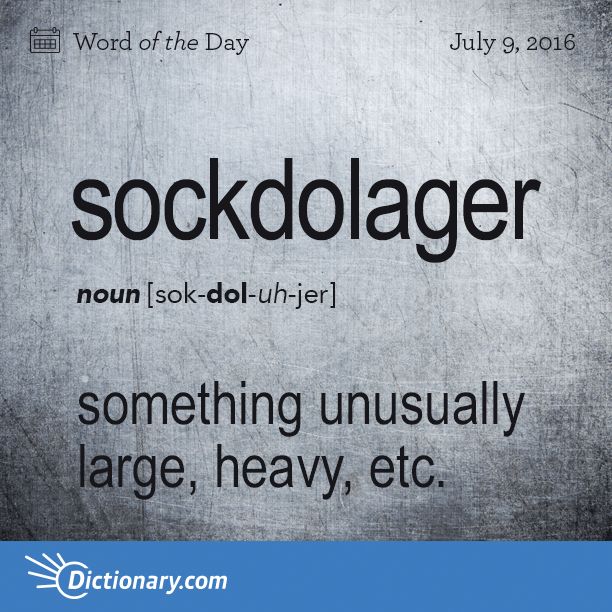 Word of the Day
July 9, 2016
sockdolager
noun [sok-dol-uh-jer]
something unusually
large, heavy, etc.
Dictionary.com